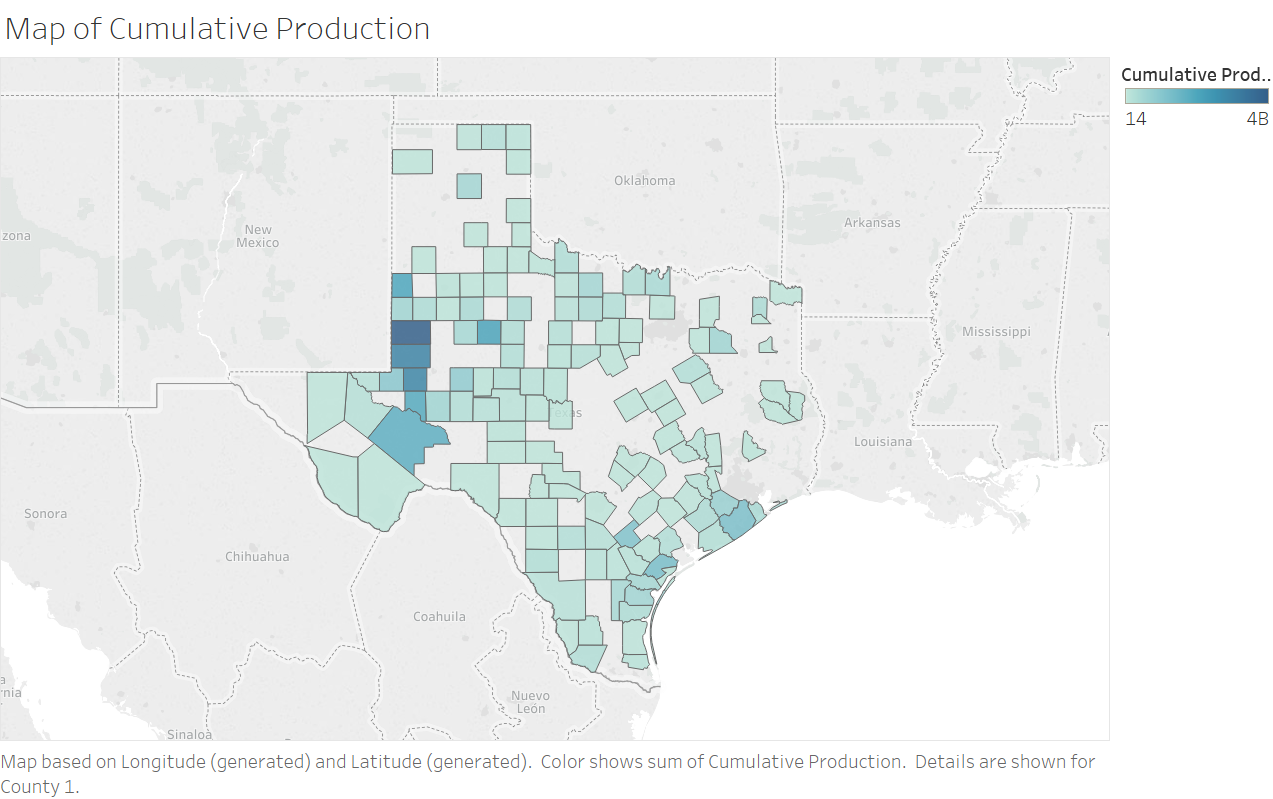 Map of Cumulative Production
Cumulative Prod..
14 4B
Oklahoma
Arkansas
New
Mexico
zona
Mississippi
Texas
Louisiana
Sonora
Chihuahua
Coahuila
a
rnia
Nuevo
León
Sinaloa
Map based on Longitude (generated) and Latitude (generated). Color shows sum of Cumulative Production. Details are shown for
County 1.